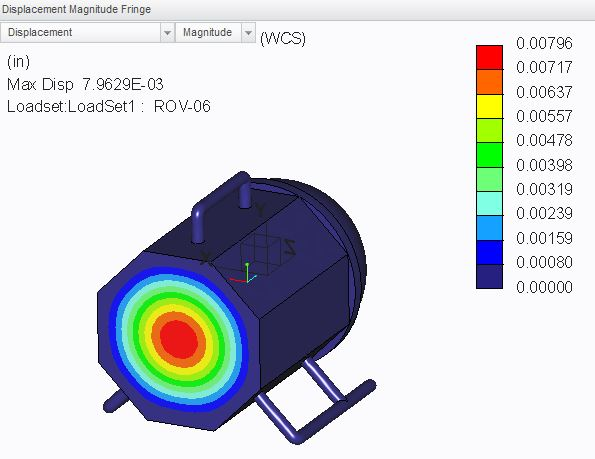 Displacement Magnitude Fringe
Displacement Magnitude (WCS)
(in)
Max Disp 7.9629E-03
Loadset:LoadSet1 : ROV-06
0.00796
0.00717
0.00637
0.00557
0.00478
0.00398
0.00319
0.00239
0.00159
0.00080
0.00000
Y
X
Z